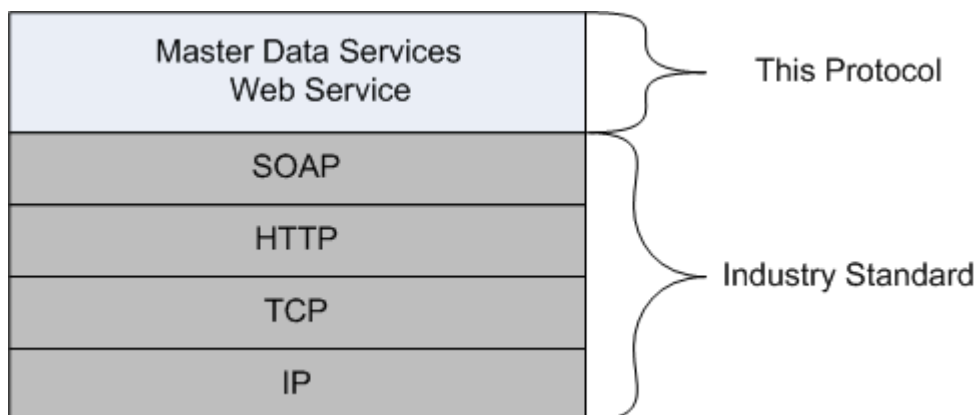 Master Data Services
Web Service
This Protocol
SOAP
HTTP
TCP
IP
Industry Standard